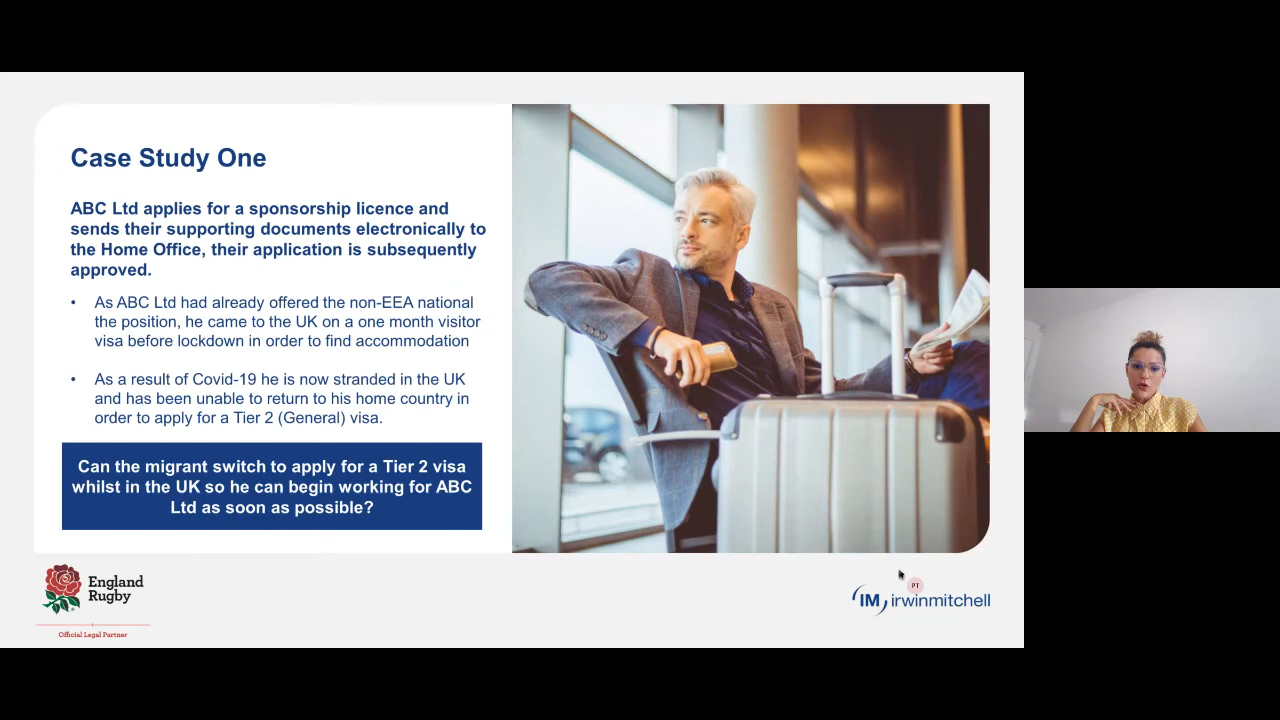 Case Study One
ABC Ltd applies for a sponsorship licence and
sends their supporting documents electronically to
the Home Office, their application is subsequently
approved.
• As ABC Ltd had already offered the non-EEA national
the position, he came to the UK on a one month visitor
visa before lockdown in order to find accommodation
• As a result of Covid-19 he is now stranded in the UK
and has been unable to return to his home country in
order to apply for a Tier 2 (General) visa.
Can the migrant switch to apply for a Tier 2 visa
whilst in the UK so he can begin working for ABC
Ltd as soon as possible?
England
Rugby
Official Legal Partner
PT
IM irwinmitchell